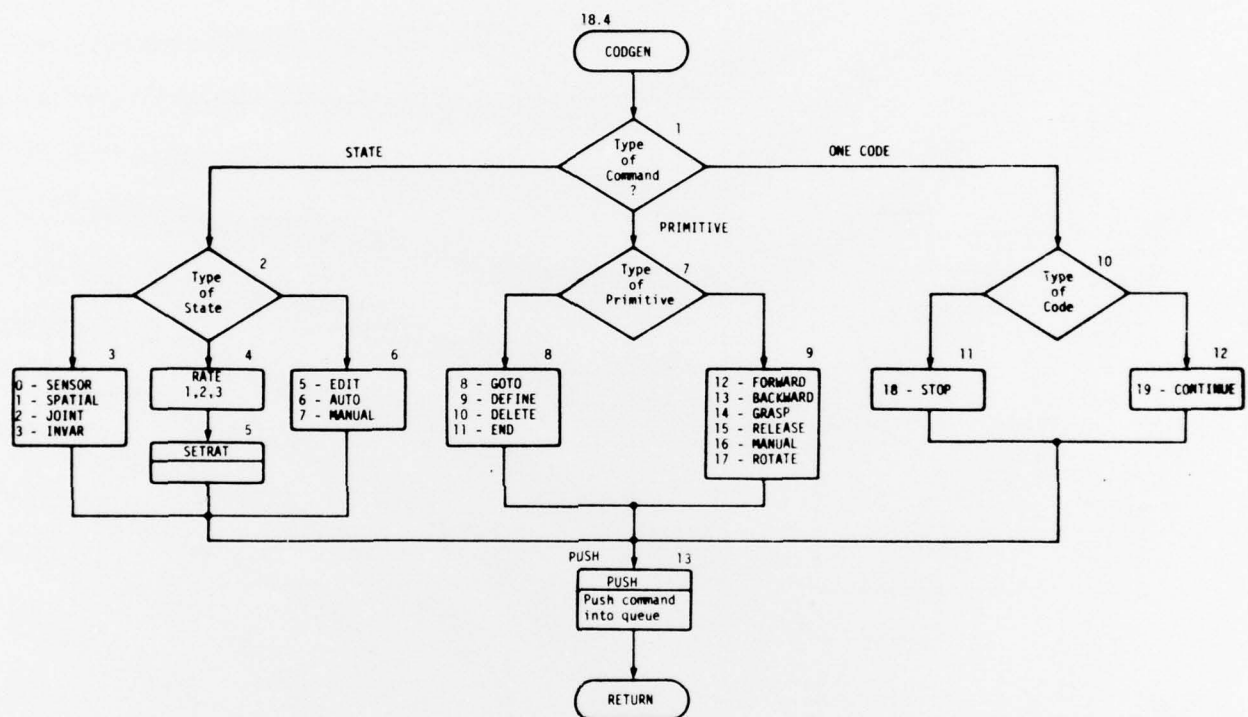 18.4
CODGEN
1
Type
of
Command
?
STATE
ONE CODE
PRIMITIVE
2
Type
of
State
7
Type
of
Primitive
10
Type
of
Code
3
0 - SENSOR
1 - SPATIAL
2 - JOINT
3 - INVAR
4
RATE
1,2,3
5
SETRAT
6
5 - EDIT
6 - AUTO
7 - MANUAL
8
8 - GOTO
9 - DEFINE
10 - DELETE
11 - END
9
12 - FORWARD
13 - BACKWARD
14 - GRASP
15 - RELEASE
16 - MANUAL
17 - ROTATE
11
18 - STOP
12
19 - CONTINUE
PUSH
13
PUSH
Push command
into queue
RETURN